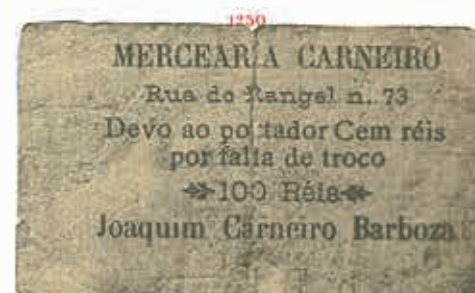 1250
MERCEARIA CARNEIRO
Rua do Rangel n. 73
Devo ao portador Cem réis
por falta de troco
100 Réis
Joaquim Carneiro Barboza